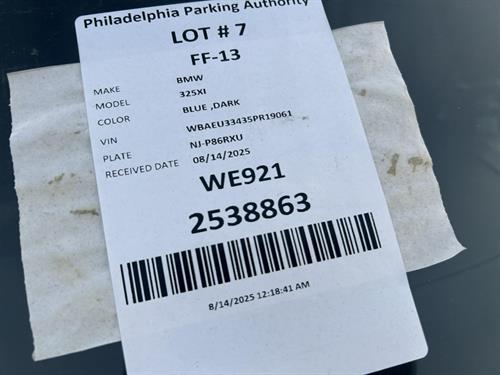 Philadelphia Parking Authority
LOT # 7
FF-13
MAKE BMW
MODEL 325XI
COLOR BLUE ,DARK
VIN WBAEU33435PR19061
PLATE NJ-P86RXU
RECEIVED DATE 08/14/2025
WE921
2538863
8/14/2025 12:18:41 AM